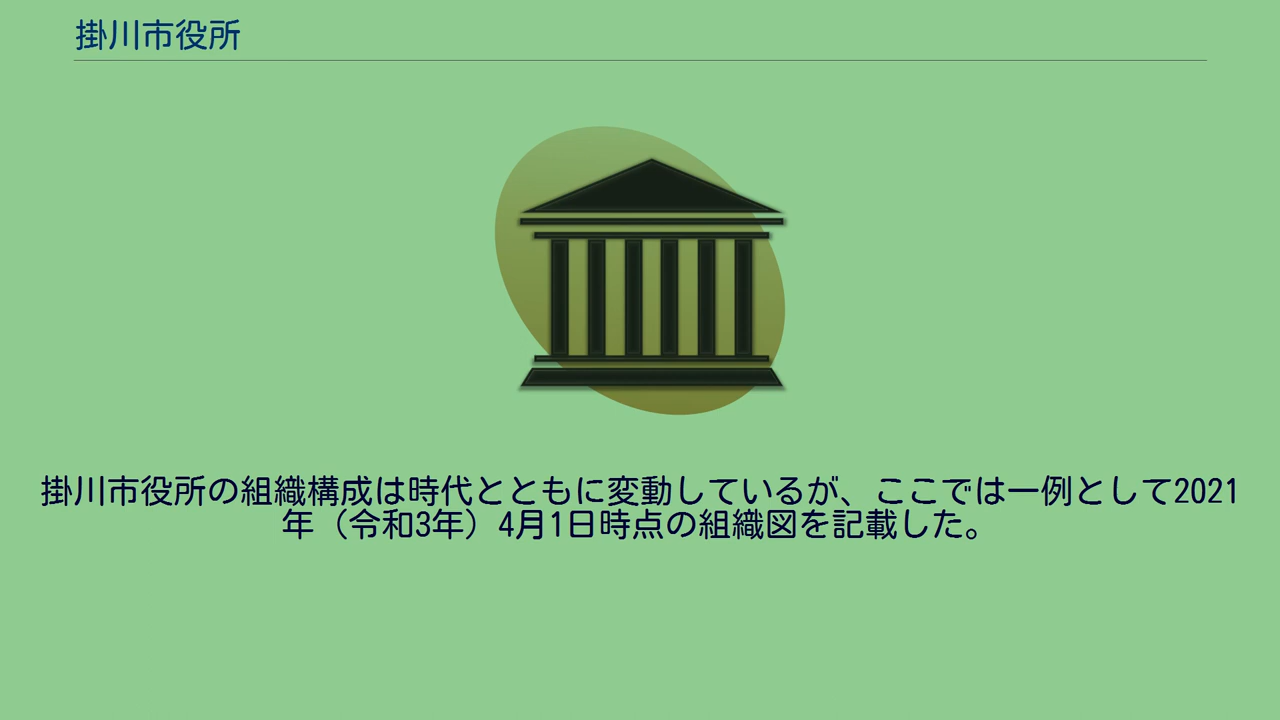 掛川市役所
掛川市役所の組織構成は時代とともに変動しているが、ここでは一例として2021
年（令和3年）4月1日時点の組織図を記載した。